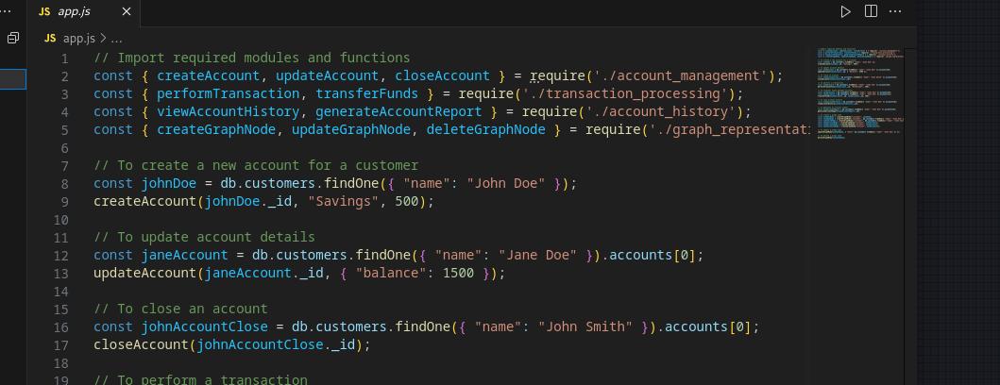 JS app.js
JS app.js > ...
1 // Import required modules and functions
2 const { createAccount, updateAccount, closeAccount } = require('./account_management');
3 const { performTransaction, transferFunds } = require('./transaction_processing');
4 const { viewAccountHistory, generateAccountReport } = require('./account_history');
5 const { createGraphNode, updateGraphNode, deleteGraphNode } = require('./graph_representati
6
7 // To create a new account for a customer
8 const johnDoe = db.customers.findOne({ "name": "John Doe" });
9 createAccount(johnDoe._id, "Savings", 500);
10
11 // To update account details
12 const janeAccount = db.customers.findOne({ "name": "Jane Doe" }).accounts[0];
13 updateAccount(janeAccount._id, { "balance": 1500 });
14
15 // To close an account
16 const johnAccountClose = db.customers.findOne({ "name": "John Smith" }).accounts[0];
17 closeAccount(johnAccountClose._id);
18
19 // To perform a transaction